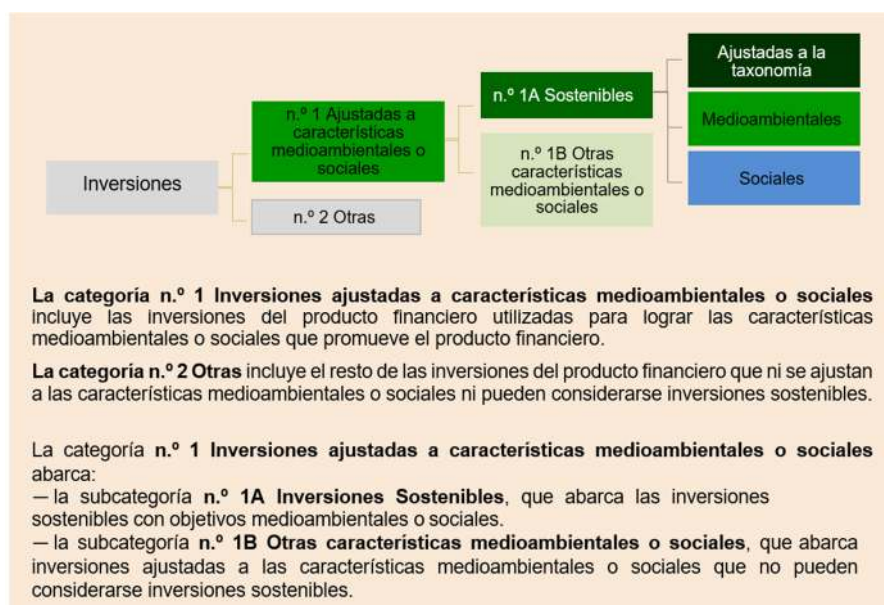 Inversiones
n.º 1 Ajustadas a
características
medioambientales o
sociales
n.º 2 Otras
n.º 1A Sostenibles
n.º 1B Otras
características
medioambientales o
sociales
Ajustadas a la
taxonomía
Medioambientales
Sociales
La categoría n.º 1 Inversiones ajustadas a características medioambientales o sociales
incluye las inversiones del producto financiero utilizadas para lograr las características
medioambientales o sociales que promueve el producto financiero.
La categoría n.º 2 Otras incluye el resto de las inversiones del producto financiero que ni se ajustan
a las características medioambientales o sociales ni pueden considerarse inversiones sostenibles.
La categoría n.º 1 Inversiones ajustadas a características medioambientales o sociales
abarca:
— la subcategoría n.º 1A Inversiones Sostenibles, que abarca las inversiones
sostenibles con objetivos medioambientales o sociales.
— la subcategoría n.º 1B Otras características medioambientales o sociales, que abarca
inversiones ajustadas a las características medioambientales o sociales que no pueden
considerarse inversiones sostenibles.